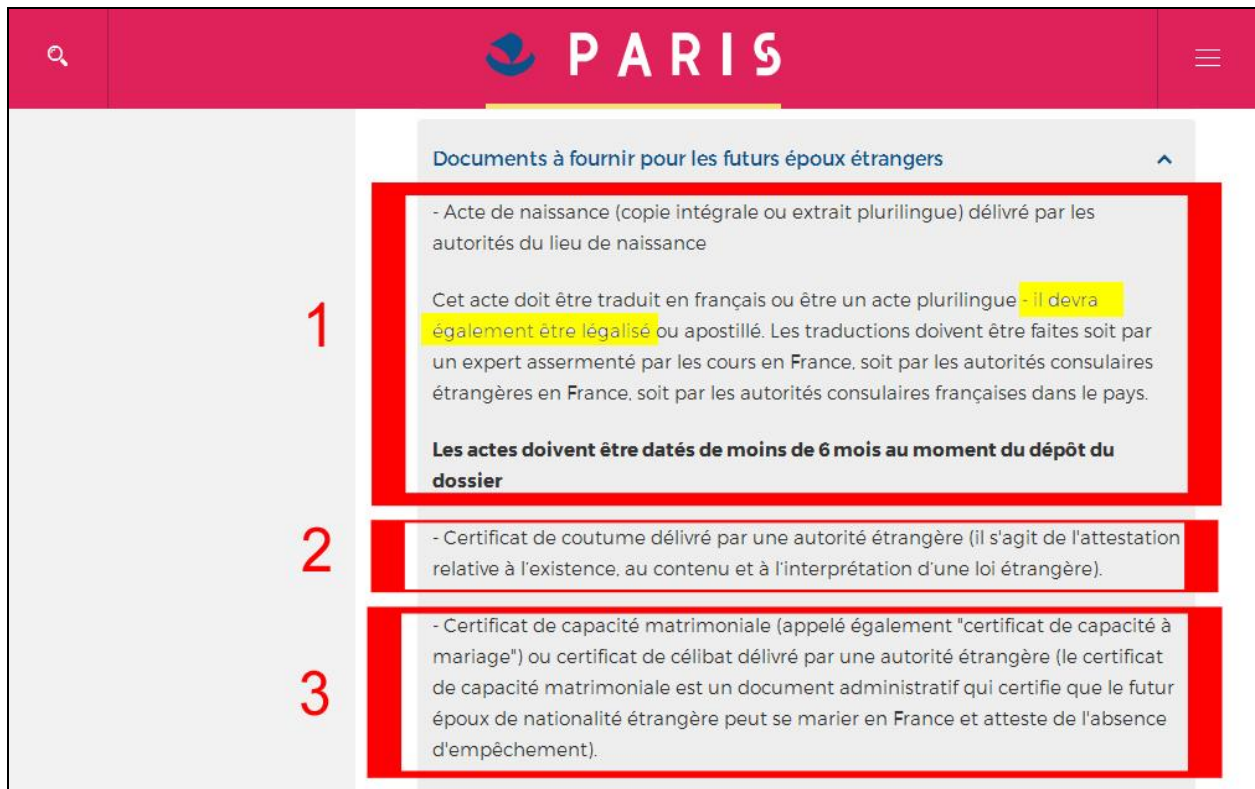 PARIS
Documents à fournir pour les futurs époux étrangers
- Acte de naissance (copie intégrale ou extrait plurilingue) délivré par les
autorités du lieu de naissance
1
Cet acte doit être traduit en français ou être un acte plurilingue - il devra
également être légalisé ou apostillé. Les traductions doivent être faites soit par
un expert assermenté par les cours en France, soit par les autorités consulaires
étrangères en France, soit par les autorités consulaires françaises dans le pays.
Les actes doivent être datés de moins de 6 mois au moment du dépôt du
dossier
2
- Certificat de coutume délivré par une autorité étrangère (il s'agit de l'attestation
relative à l'existence, au contenu et à l'interprétation d'une loi étrangère).
3
- Certificat de capacité matrimoniale (appelé également "certificat de capacité à
mariage") ou certificat de célibat délivré par une autorité étrangère (le certificat
de capacité matrimoniale est un document administratif qui certifie que le futur
époux de nationalité étrangère peut se marier en France et atteste de l'absence
d'empêchement).